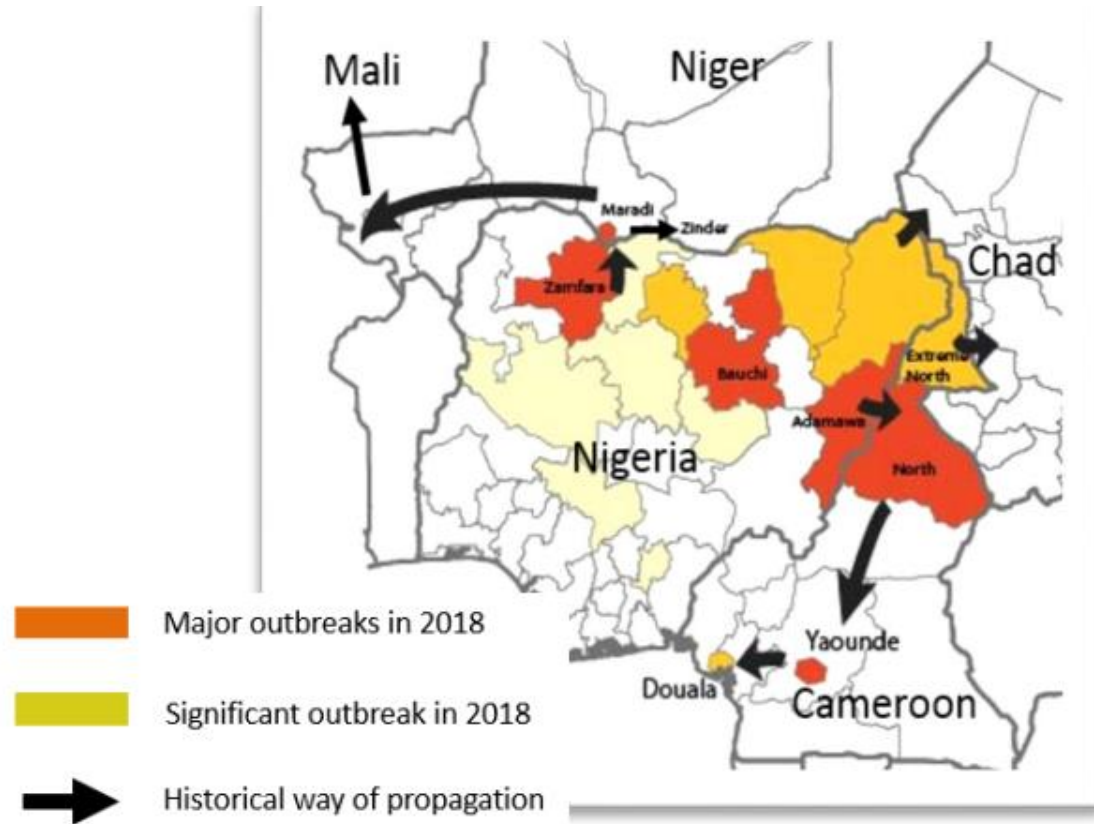 Mali
Niger
Maradi
Zinder
Chad
Zamfara
Extreme
North
Bauchi
Adamawa
Nigeria
North
Yaounde
Douala
Cameroon
Major outbreaks in 2018
Significant outbreak in 2018
Historical way of propagation